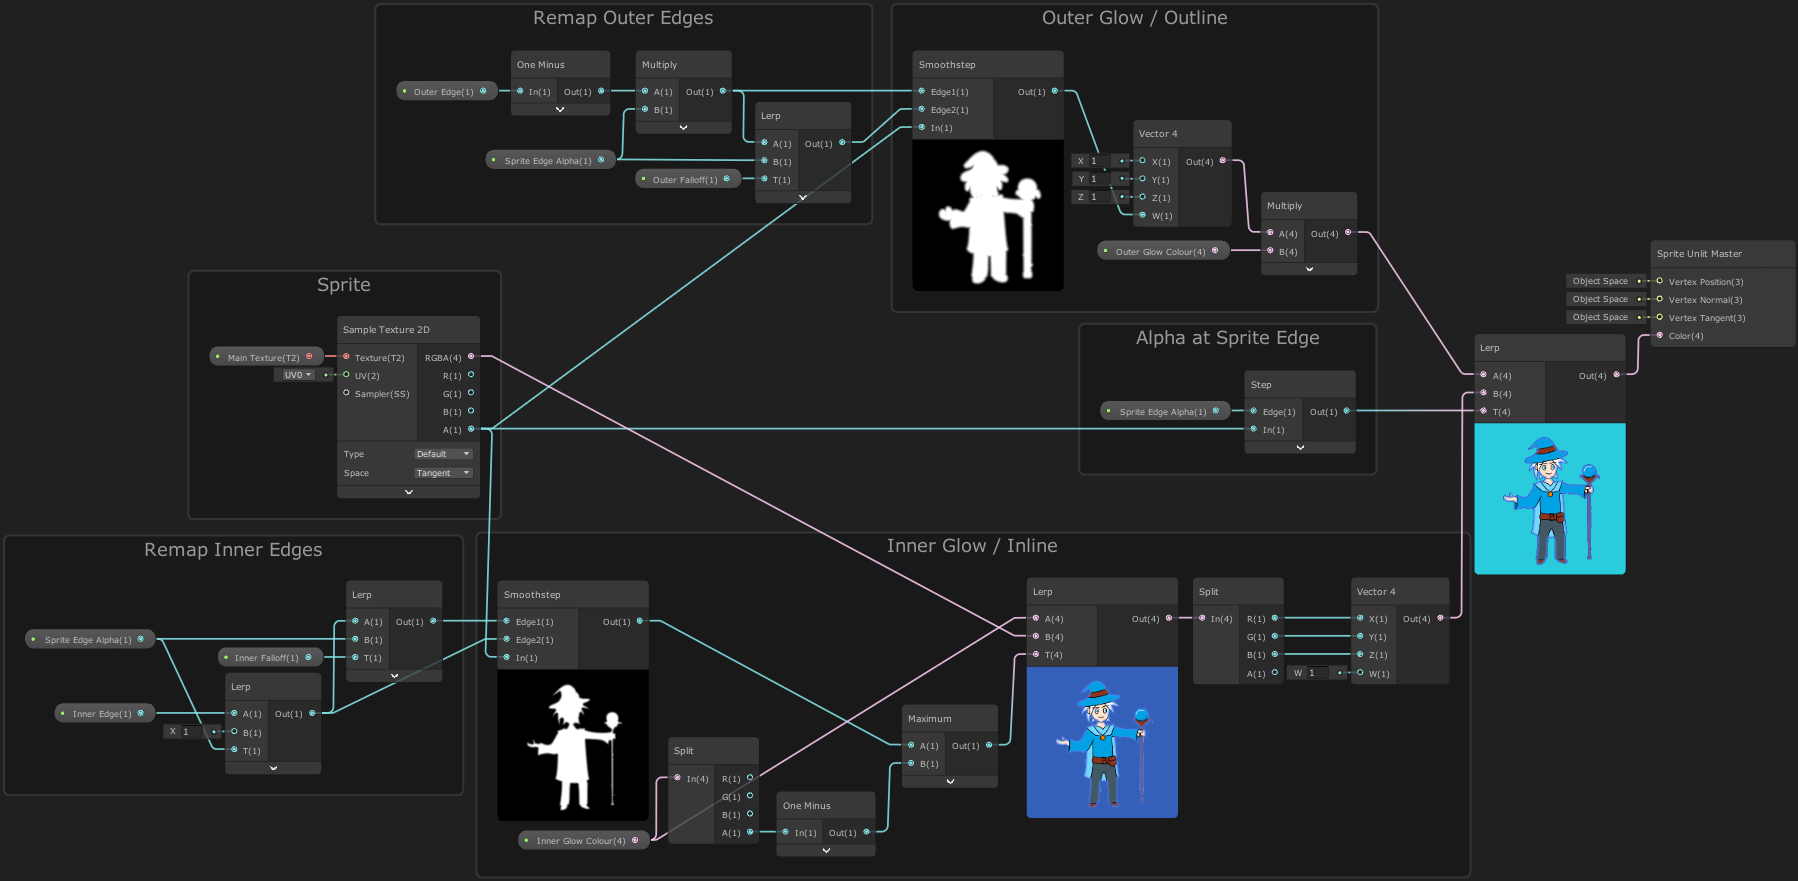 Remap Outer Edges
Outer Edge(1)
One Minus
In(1) Out(1)
Multiply
A(1) Out(1)
B(1)
Sprite Edge Alpha(1)
Outer Falloff(1)
Lerp
A(1) Out(1)
B(1)
T(1)
Outer Glow / Outline
Smoothstep
Edge1(1) Out(1)
Edge2(1)
In(1)
Vector 4
X 1 X(1) Out(4)
Y 1 Y(1)
Z 1 Z(1)
W(1)
Outer Glow Colour(4)
Multiply
A(4) Out(4)
B(4)
Sprite
Main Texture(T2)
UV0
Sample Texture 2D
Texture(T2) RGBA(4)
UV(2) R(1)
Sampler(SS) G(1)
B(1)
A(1)
Type Default
Space Tangent
Alpha at Sprite Edge
Sprite Edge Alpha(1)
Step
Edge(1) Out(1)
In(1)
Sprite Unlit Master
Object Space Vertex Position(3)
Object Space Vertex Normal(3)
Object Space Vertex Tangent(3)
Color(4)
Lerp
A(4) Out(4)
B(4)
T(4)
Remap Inner Edges
Sprite Edge Alpha(1)
Inner Falloff(1)
Inner Edge(1)
Lerp
A(1) Out(1)
B(1)
T(1)
Lerp
A(1) Out(1)
X 1 B(1)
T(1)
Inner Glow / Inline
Smoothstep
Edge1(1) Out(1)
Edge2(1)
In(1)
Inner Glow Colour(4)
Split
In(4) R(1)
G(1)
B(1)
A(1)
One Minus
In(1) Out(1)
Maximum
A(1) Out(1)
B(1)
Lerp
A(4) Out(4)
B(4)
T(4)
Split
In(4) R(1)
G(1)
B(1)
A(1)
Vector 4
X(1) Out(4)
Y(1)
Z(1)
W 1 W(1)